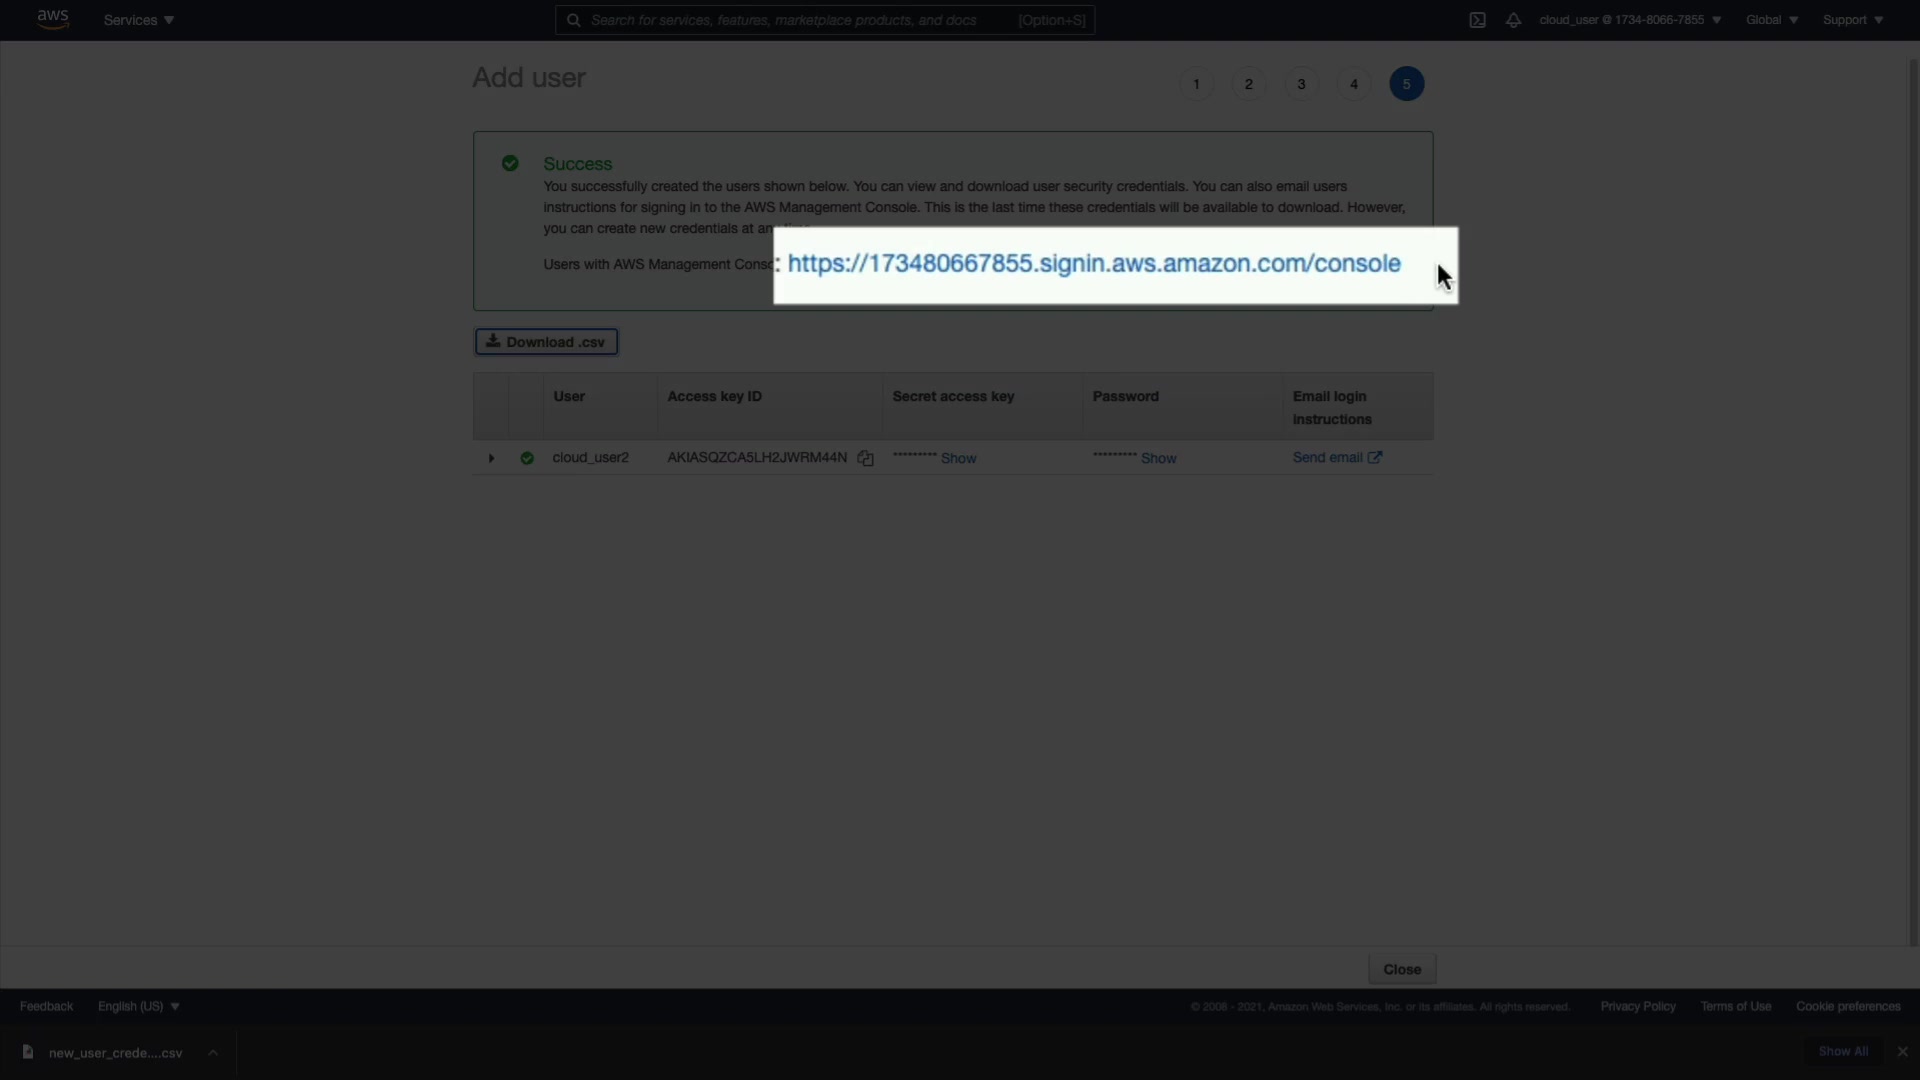 aws
Services
Search for services, features, marketplace products, and docs
[Option+S]
cloud_user @ 1734-8066-7855
Global
Support
Add user
1
2
3
4
5
Success
You successfully created the users shown below. You can view and download user security credentials. You can also email users
instructions for signing in to the AWS Management Console. This is the last time these credentials will be available to download. However,
you can create new credentials at any time.
Users with AWS Management Conso
: https://173480667855.signin.aws.amazon.com/console
Download .csv
User
Access key ID
Secret access key
Password
Email login
instructions
cloud_user2
AKIASQZCA5LH2JWRM44N
********* Show
********* Show
Send email
Close
Feedback
English (US)
© 2008 - 2021, Amazon Web Services, Inc. or its affiliates. All rights reserved.
Privacy Policy
Terms of Use
Cookie preferences
new_user_crede....csv
Show All